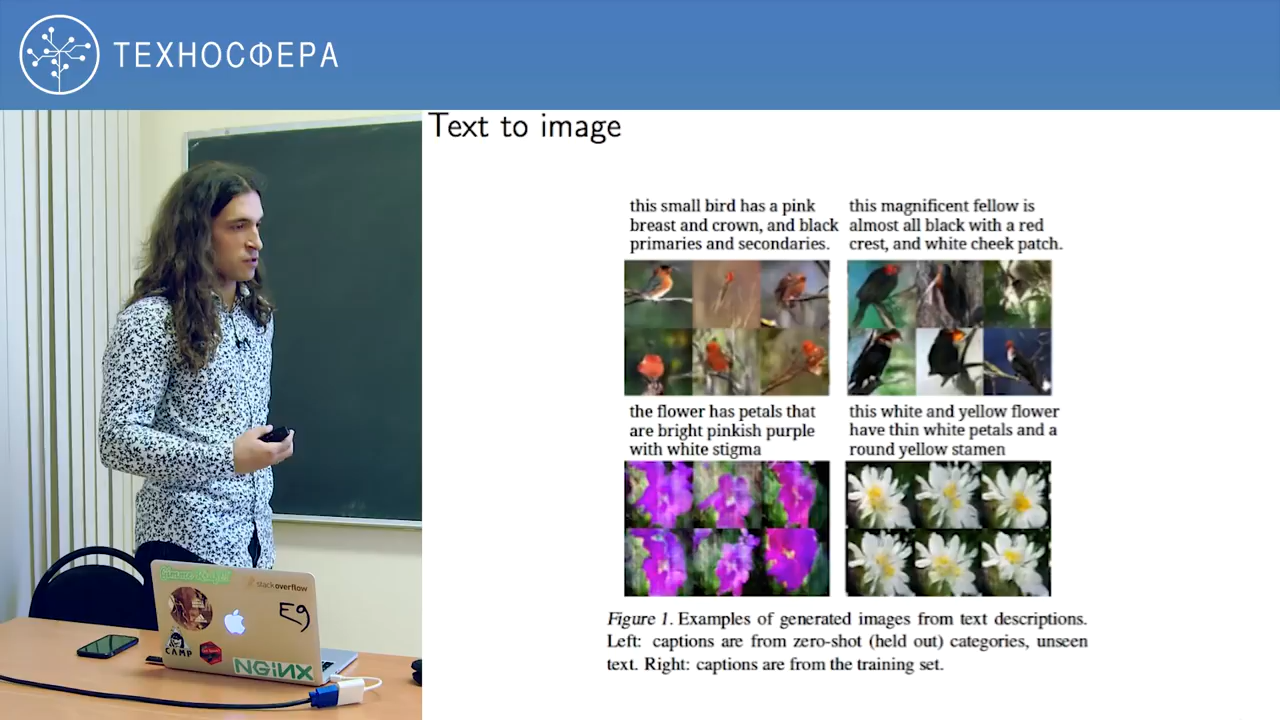 ТЕХНОСФЕРА
Text to image
this small bird has a pink
breast and crown, and black
primaries and secondaries.
this magnificent fellow is
almost all black with a red
crest, and white cheek patch.
the flower has petals that
are bright pinkish purple
with white stigma
this white and yellow flower
have thin white petals and a
round yellow stamen
Figure 1. Examples of generated images from text descriptions.
Left: captions are from zero-shot (held out) categories, unseen
text. Right: captions are from the training set.
stackoverflow
E9
CAMP
NGINX